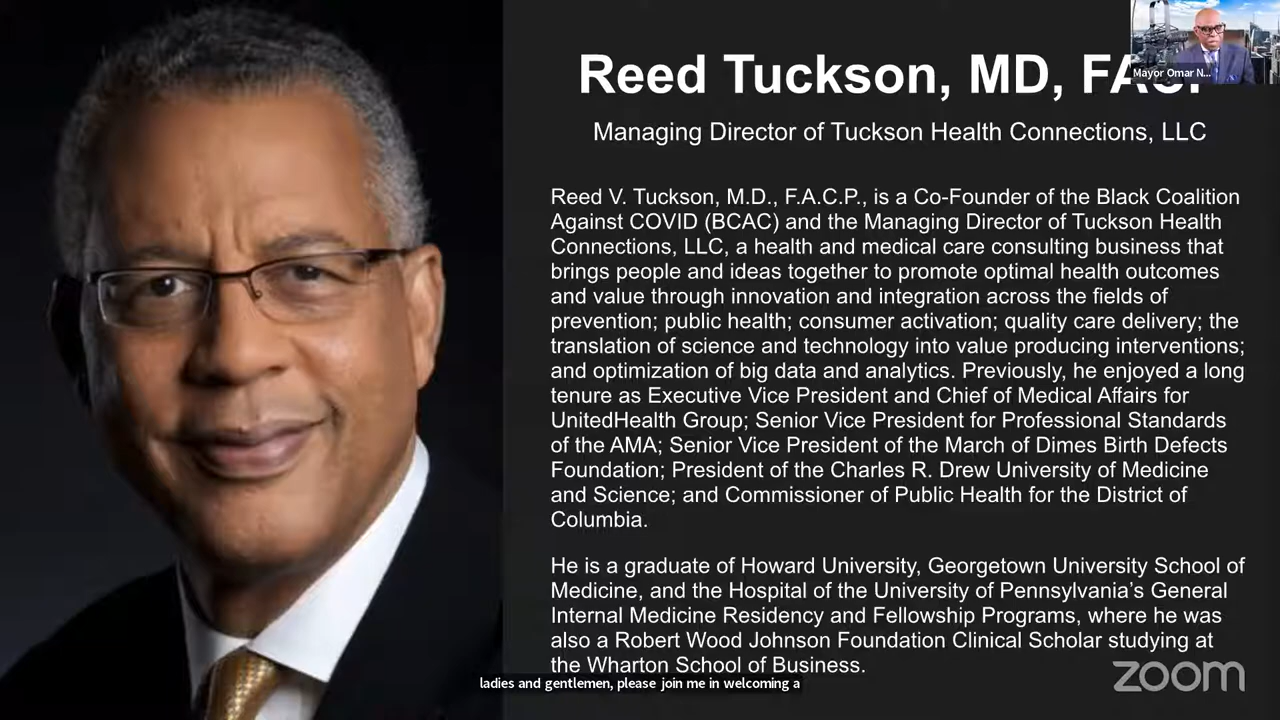 Reed Tuckson, MD, FACP
Mayor Omar N...
Managing Director of Tuckson Health Connections, LLC
Reed V. Tuckson, M.D., F.A.C.P., is a Co-Founder of the Black Coalition
Against COVID (BCAC) and the Managing Director of Tuckson Health
Connections, LLC, a health and medical care consulting business that
brings people and ideas together to promote optimal health outcomes
and value through innovation and integration across the fields of
prevention; public health; consumer activation; quality care delivery; the
translation of science and technology into value producing interventions;
and optimization of big data and analytics. Previously, he enjoyed a long
tenure as Executive Vice President and Chief of Medical Affairs for
UnitedHealth Group; Senior Vice President for Professional Standards
of the AMA; Senior Vice President of the March of Dimes Birth Defects
Foundation; President of the Charles R. Drew University of Medicine
and Science; and Commissioner of Public Health for the District of
Columbia.
He is a graduate of Howard University, Georgetown University School of
Medicine, and the Hospital of the University of Pennsylvania's General
Internal Medicine Residency and Fellowship Programs, where he was
also a Robert Wood Johnson Foundation Clinical Scholar studying at
the Wharton School of Business.
ladies and gentlemen, please join me in welcoming a
zoom